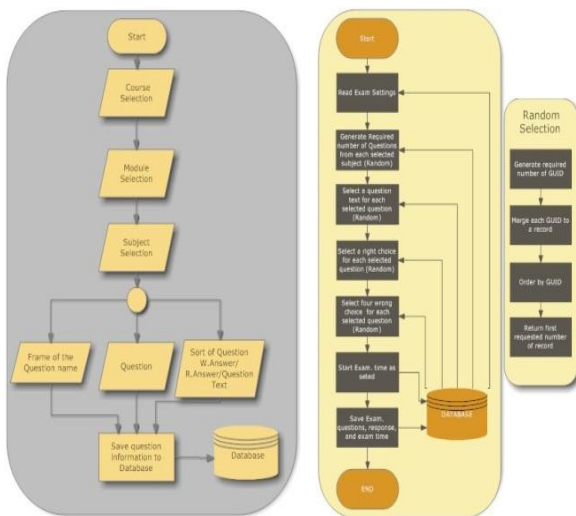 Start
Course
Selection
Module
Selection
Subject
Selection
Frame of the
Question name
Question
Sort of Question
W.Answer/
R.Answer/Question
Text
Save question
Information to
Database
Database
Start
Read Exam Settings
Generate Required
number of Questions
from each selected
subject (Random)
Select a question
text for each
selected question
(Random)
Select a right choice
for each selected
question (Random)
Select four wrong
choice for each
selected question
(Random)
Start Exam. time as
seted
Save Exam.
questions, response,
and exam time
DATABASE
END
Random
Selection
Generate required
number of GUID
Merge each GUID to
a record
Order by GUID
Return first
requested number of
record